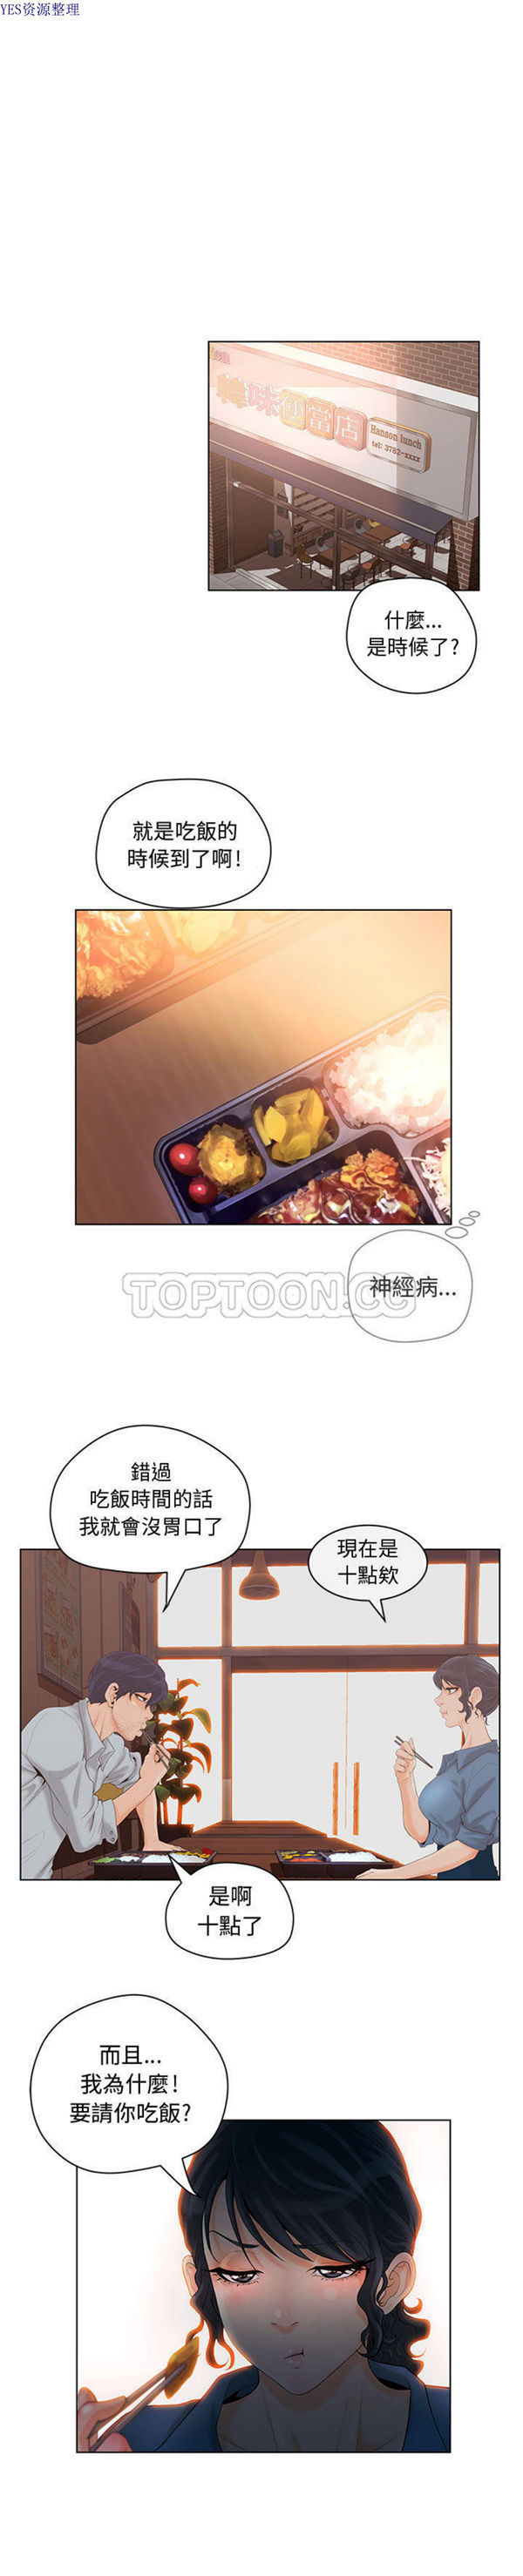 YES资源整理
韓味便當店
Hanson lunch
tel: 3782-xxxx
什麼...
是時候了?
就是吃飯的
時候到了啊!
TOPTOON.CC
神經病...
錯過
吃飯時間的話
我就會沒胃口了
現在是
十點欸
是啊
十點了
而且...
我為什麼!
要請你吃飯?